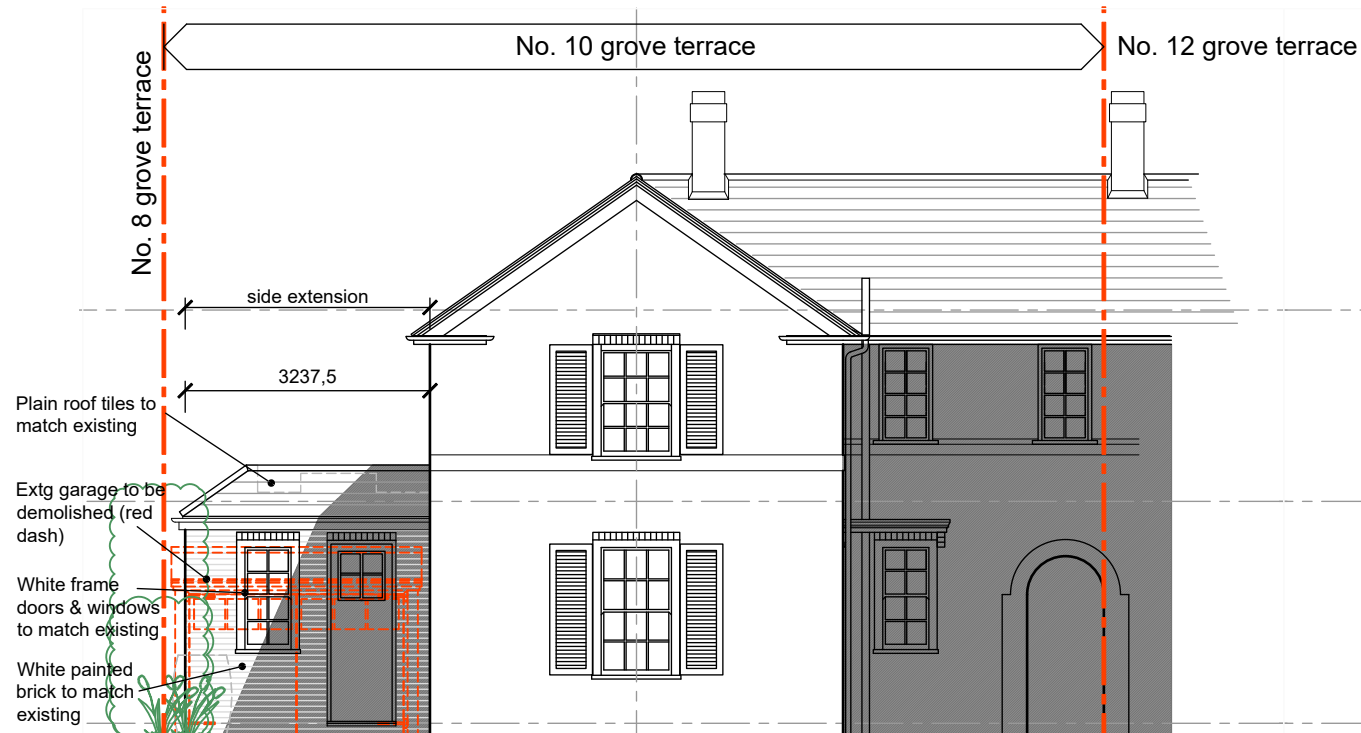 No. 10 grove terrace
No. 12 grove terrace
No. 8 grove terrace
side extension
3237,5
Plain roof tiles to
match existing
Extg garage to be
demolished (red
dash)
White frame
doors & windows
to match existing
White painted
brick to match
existing